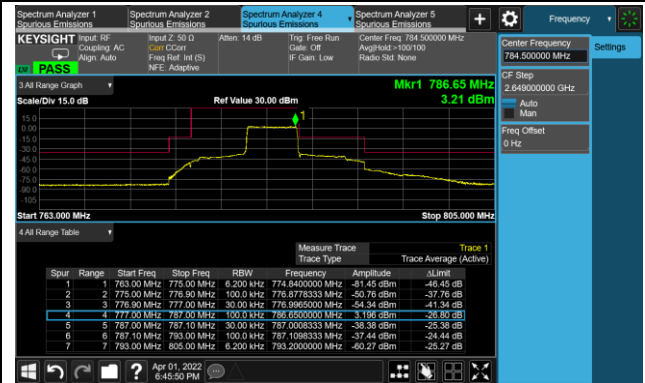 Spectrum Analyzer 1
Spurious Emissions
Spectrum Analyzer 2
Spurious Emissions
Spectrum Analyzer 4
Spurious Emissions
Spectrum Analyzer 5
Spurious Emissions
+
Frequency
KEYSIGHT
Input: RF
Coupling: AC
Align: Auto
Input Z: 50 Ω
Corr CCorr
Freq Ref: Int (S)
NFE: Adaptive
Atten: 14 dB
Trig: Free Run
Gate: Off
IF Gain: Low
Center Freq: 784.500000 MHz
Avg|Hold:>100/100
Radio Std: None
PASS
Center Frequency
784.500000 MHz
Settings
CF Step
2.649000000 GHz
Auto
Man
Freq Offset
0 Hz
3 All Range Graph
Mkr1 786.65 MHz
Scale/Div 15.0 dB
Ref Value 30.00 dBm
3.21 dBm
1
15.0
0.00
-15.0
-30.0
-45.0
-60.0
-75.0
-90.0
-105
Start 763.000 MHz
Stop 805.000 MHz
4 All Range Table
Measure Trace Trace 1
Trace Type Trace Average (Active)
Spur Range Start Freq Stop Freq RBW Frequency Amplitude ΔLimit
1 1 763.00 MHz 775.00 MHz 6.200 kHz 774.8400000 MHz -81.45 dBm -46.45 dB
2 2 775.00 MHz 776.90 MHz 100.0 kHz 776.8778333 MHz -50.76 dBm -37.76 dB
3 3 776.90 MHz 777.00 MHz 30.00 kHz 776.9965000 MHz -54.34 dBm -41.34 dB
4 4 777.00 MHz 787.00 MHz 100.0 kHz 786.6500000 MHz 3.196 dBm -26.80 dB
5 5 787.00 MHz 787.10 MHz 30.00 kHz 787.0008333 MHz -38.38 dBm -25.38 dB
6 6 787.10 MHz 793.00 MHz 100.0 kHz 787.1098333 MHz -37.44 dBm -24.44 dB
7 7 793.00 MHz 805.00 MHz 6.200 kHz 793.2000000 MHz -60.27 dBm -25.27 dB
?
Apr 01, 2022
6:45:50 PM